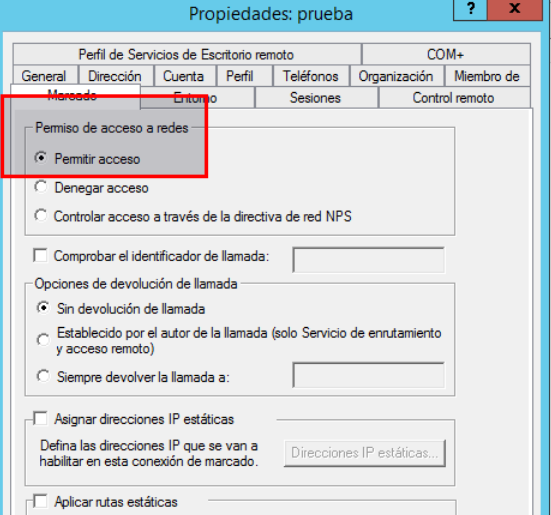 Propiedades: prueba
?
x
Perfil de Servicios de Escritorio remoto
COM+
General
Dirección
Cuenta
Perfil
Teléfonos
Organización
Miembro de
Marcado
Entorno
Sesiones
Control remoto
Permiso de acceso a redes
Permitir acceso
Denegar acceso
Controlar acceso a través de la directiva de red NPS
Comprobar el identificador de llamada:
Opciones de devolución de llamada
Sin devolución de llamada
Establecido por el autor de la llamada (solo Servicio de enrutamiento
y acceso remoto)
Siempre devolver la llamada a:
Asignar direcciones IP estáticas
Defina las direcciones IP que se van a
habilitar en esta conexión de marcado.
Direcciones IP estáticas...
Aplicar rutas estáticas